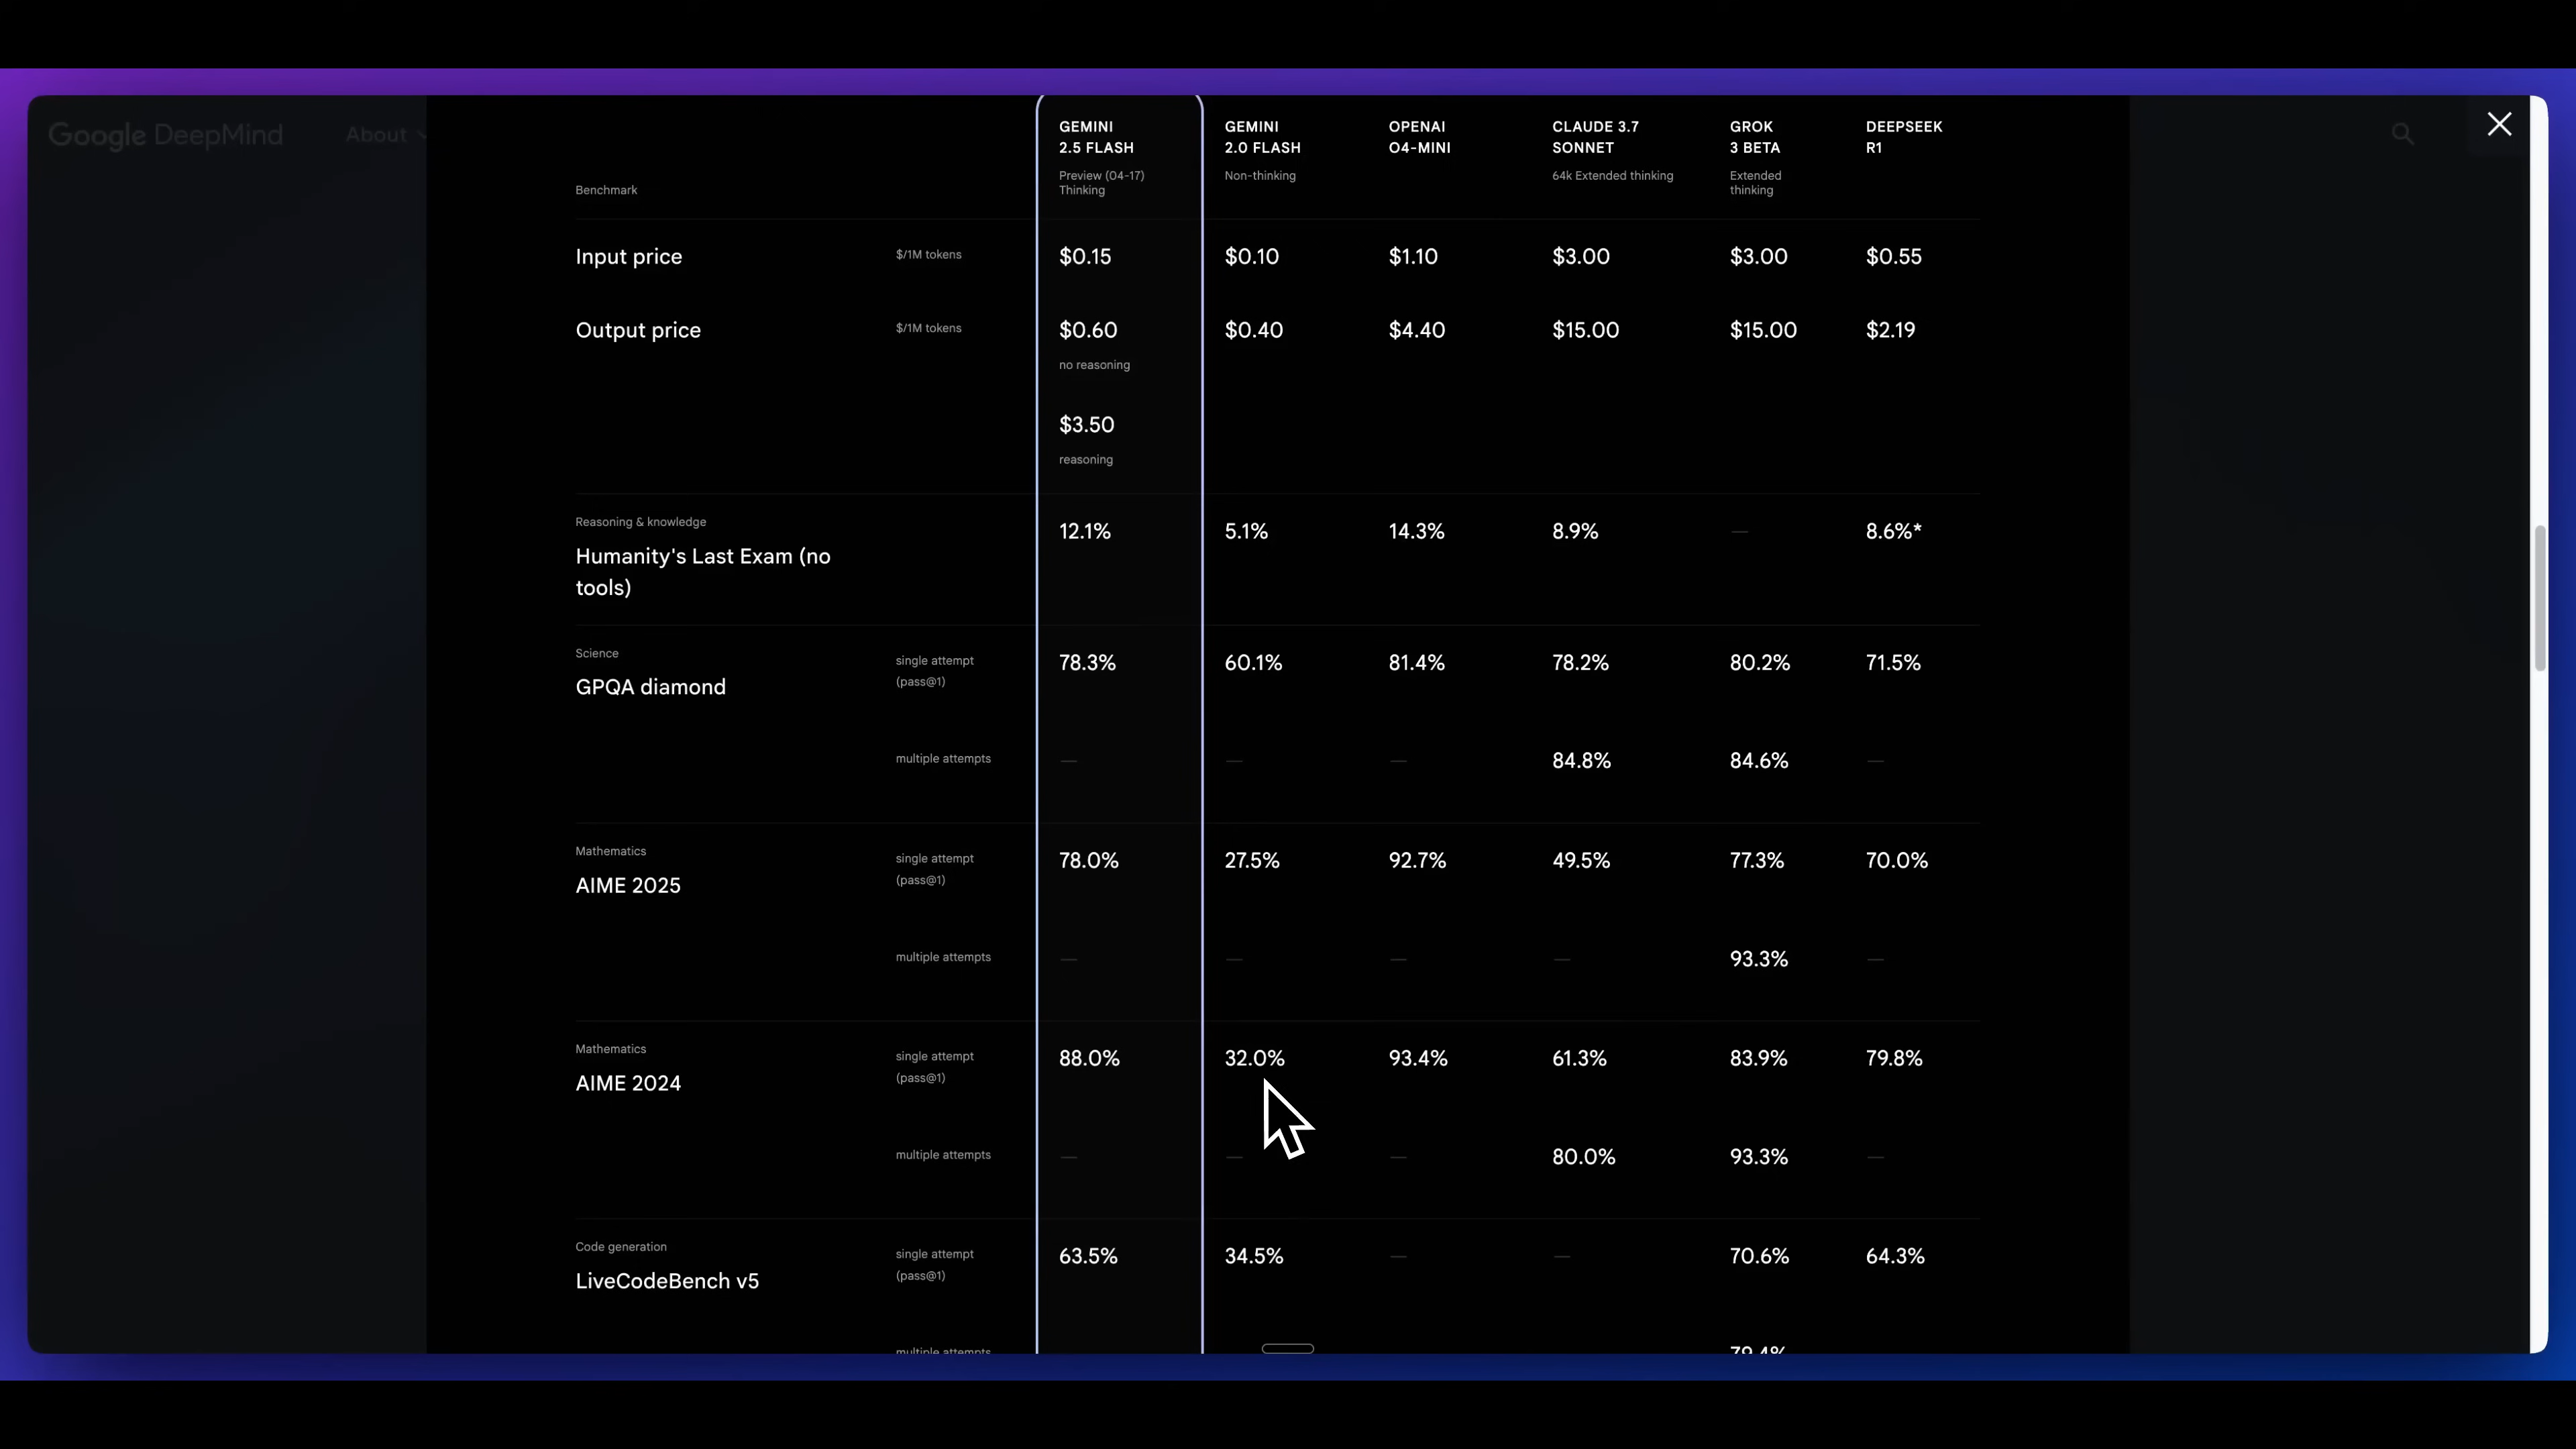 Google DeepMind About
GEMINI 2.5 FLASH
Preview (04-17) Thinking
GEMINI 2.0 FLASH
Non-thinking
OPENAI O4-MINI
CLAUDE 3.7 SONNET
64k Extended thinking
GROK 3 BETA
Extended thinking
DEEPSEEK R1
Benchmark
Input price $/1M tokens $0.15 $0.10 $1.10 $3.00 $3.00 $0.55
Output price $/1M tokens $0.60 $0.40 $4.40 $15.00 $15.00 $2.19
no reasoning
$3.50
reasoning
Reasoning & knowledge
Humanity's Last Exam (no
tools)
12.1% 5.1% 14.3% 8.9% — 8.6%*
Science
GPQA diamond
single attempt
(pass@1)
78.3% 60.1% 81.4% 78.2% 80.2% 71.5%
multiple attempts — — — 84.8% 84.6% —
Mathematics
AIME 2025
single attempt
(pass@1)
78.0% 27.5% 92.7% 49.5% 77.3% 70.0%
multiple attempts — — — — 93.3% —
Mathematics
AIME 2024
single attempt
(pass@1)
88.0% 32.0% 93.4% 61.3% 83.9% 79.8%
multiple attempts — — — 80.0% 93.3% —
Code generation
LiveCodeBench v5
single attempt
(pass@1)
63.5% 34.5% — — 70.6% 64.3%
multiple attempts 79.4%